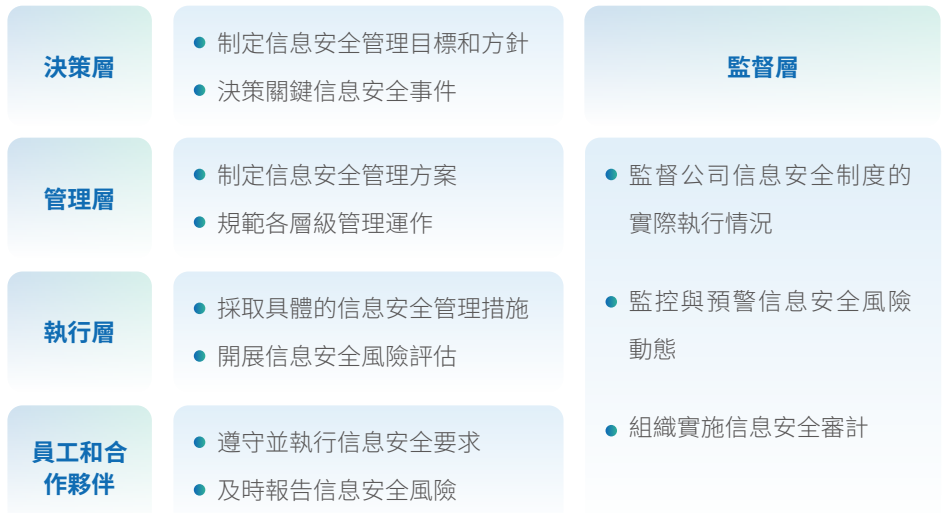 決策層
制定信息安全管理目標和方針
決策關鍵信息安全事件
管理層
制定信息安全管理方案
規範各層級管理運作
執行層
採取具體的信息安全管理措施
開展信息安全風險評估
員工和合
作夥伴
遵守並執行信息安全要求
及時報告信息安全風險
監督層
監督公司信息安全制度的
實際執行情況
監控與預警信息安全風險
動態
組織實施信息安全審計